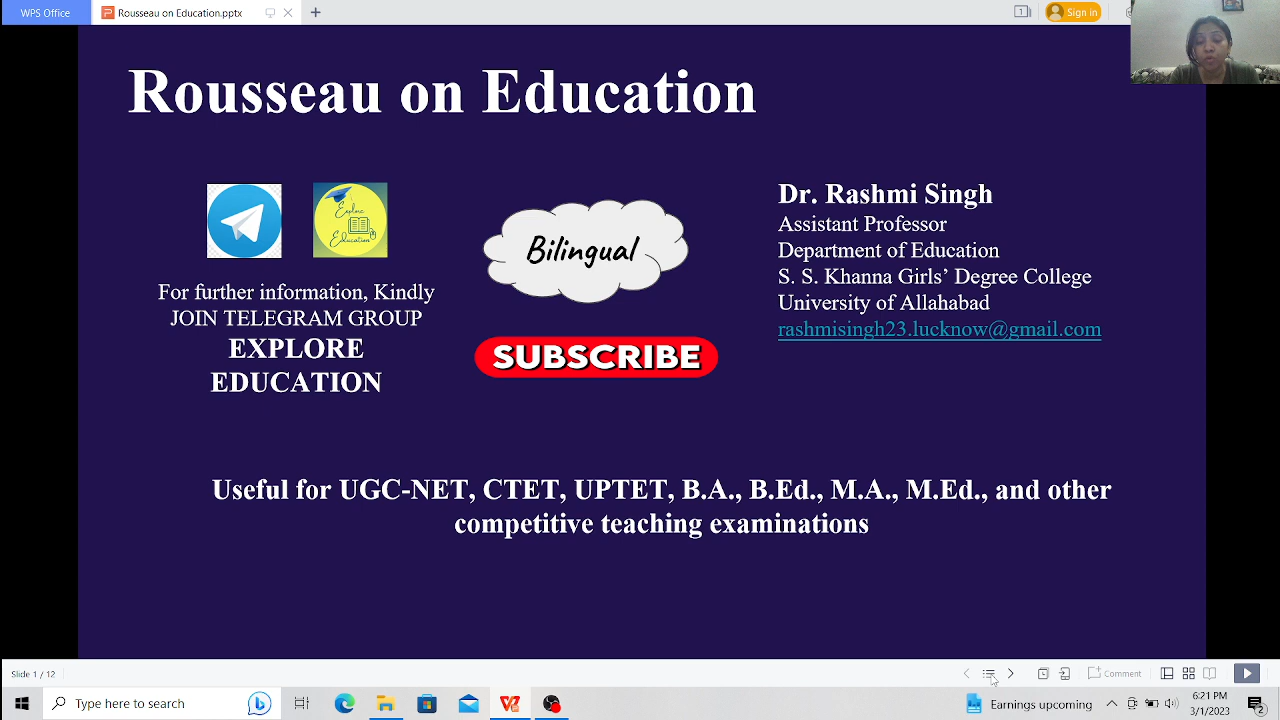 WPS Office
Rousseau on Education.pptx
Sign in
Rousseau on Education
Explore
Education
For further information, Kindly
JOIN TELEGRAM GROUP
EXPLORE
EDUCATION
Bilingual
SUBSCRIBE
Dr. Rashmi Singh
Assistant Professor
Department of Education
S. S. Khanna Girls’ Degree College
University of Allahabad
rashmisingh23.lucknow@gmail.com
Useful for UGC-NET, CTET, UPTET, B.A., B.Ed., M.A., M.Ed., and other
competitive teaching examinations
Slide 1 / 12
Comment
Type here to search
Earnings upcoming
6:21 PM
3/1/2023
2